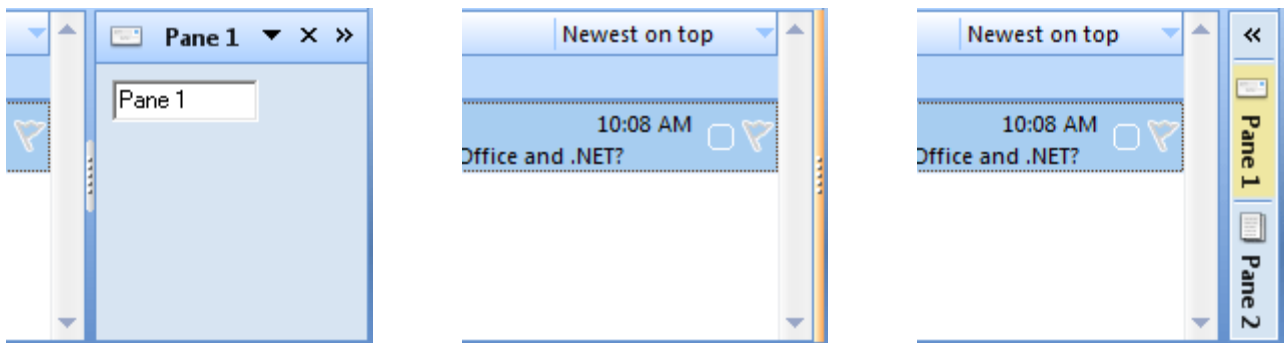 Pane 1
Pane 1
Newest on top
10:08 AM
Office and .NET?
Newest on top
10:08 AM
Office and .NET?
Pane 1
Pane 2